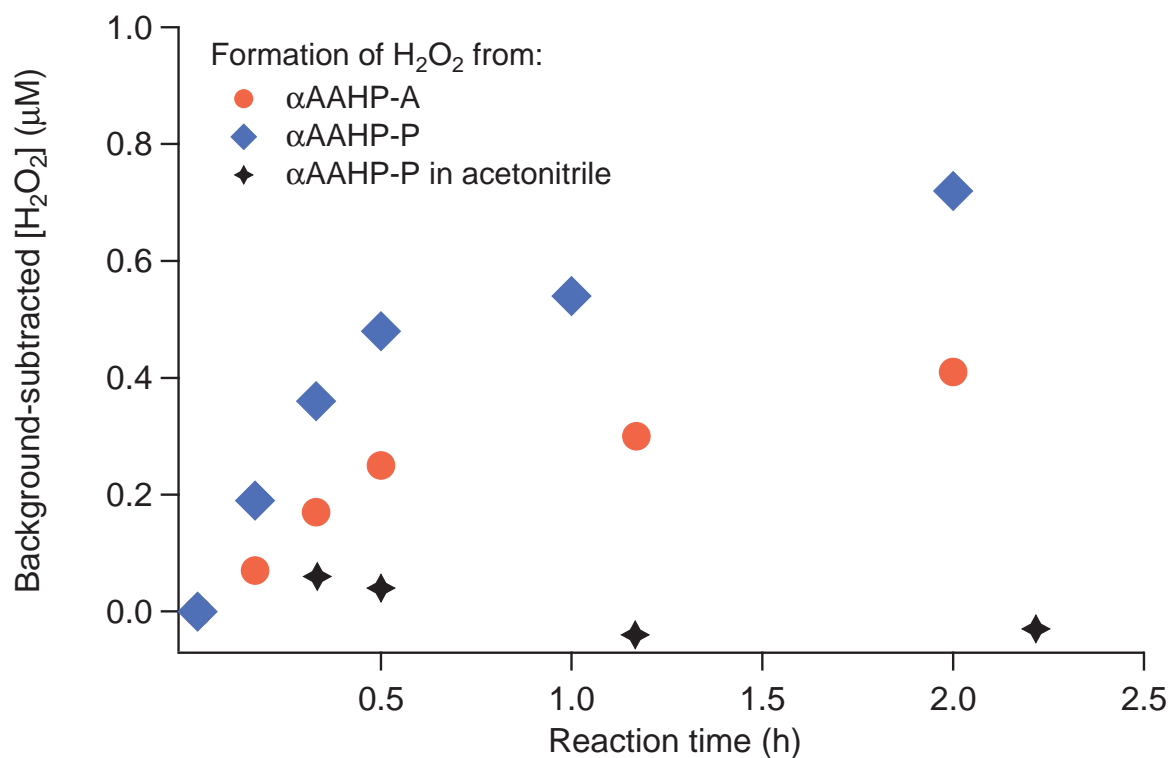 Formation of H₂O₂ from:
αAAHP-A
αAAHP-P
αAAHP-P in acetonitrile
Background-subtracted [H₂O₂] (μM)
1.0
0.8
0.6
0.4
0.2
0.0
0.5 1.0 1.5 2.0 2.5
Reaction time (h)